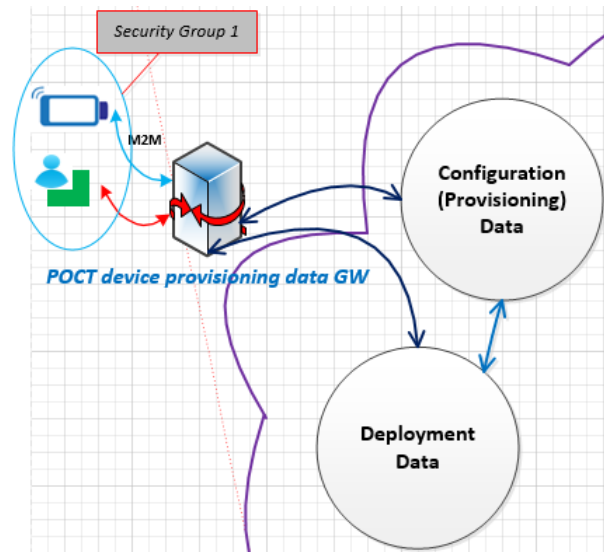 Security Group 1
M2M
Configuration
(Provisioning)
Data
POCT device provisioning data GW
Deployment
Data